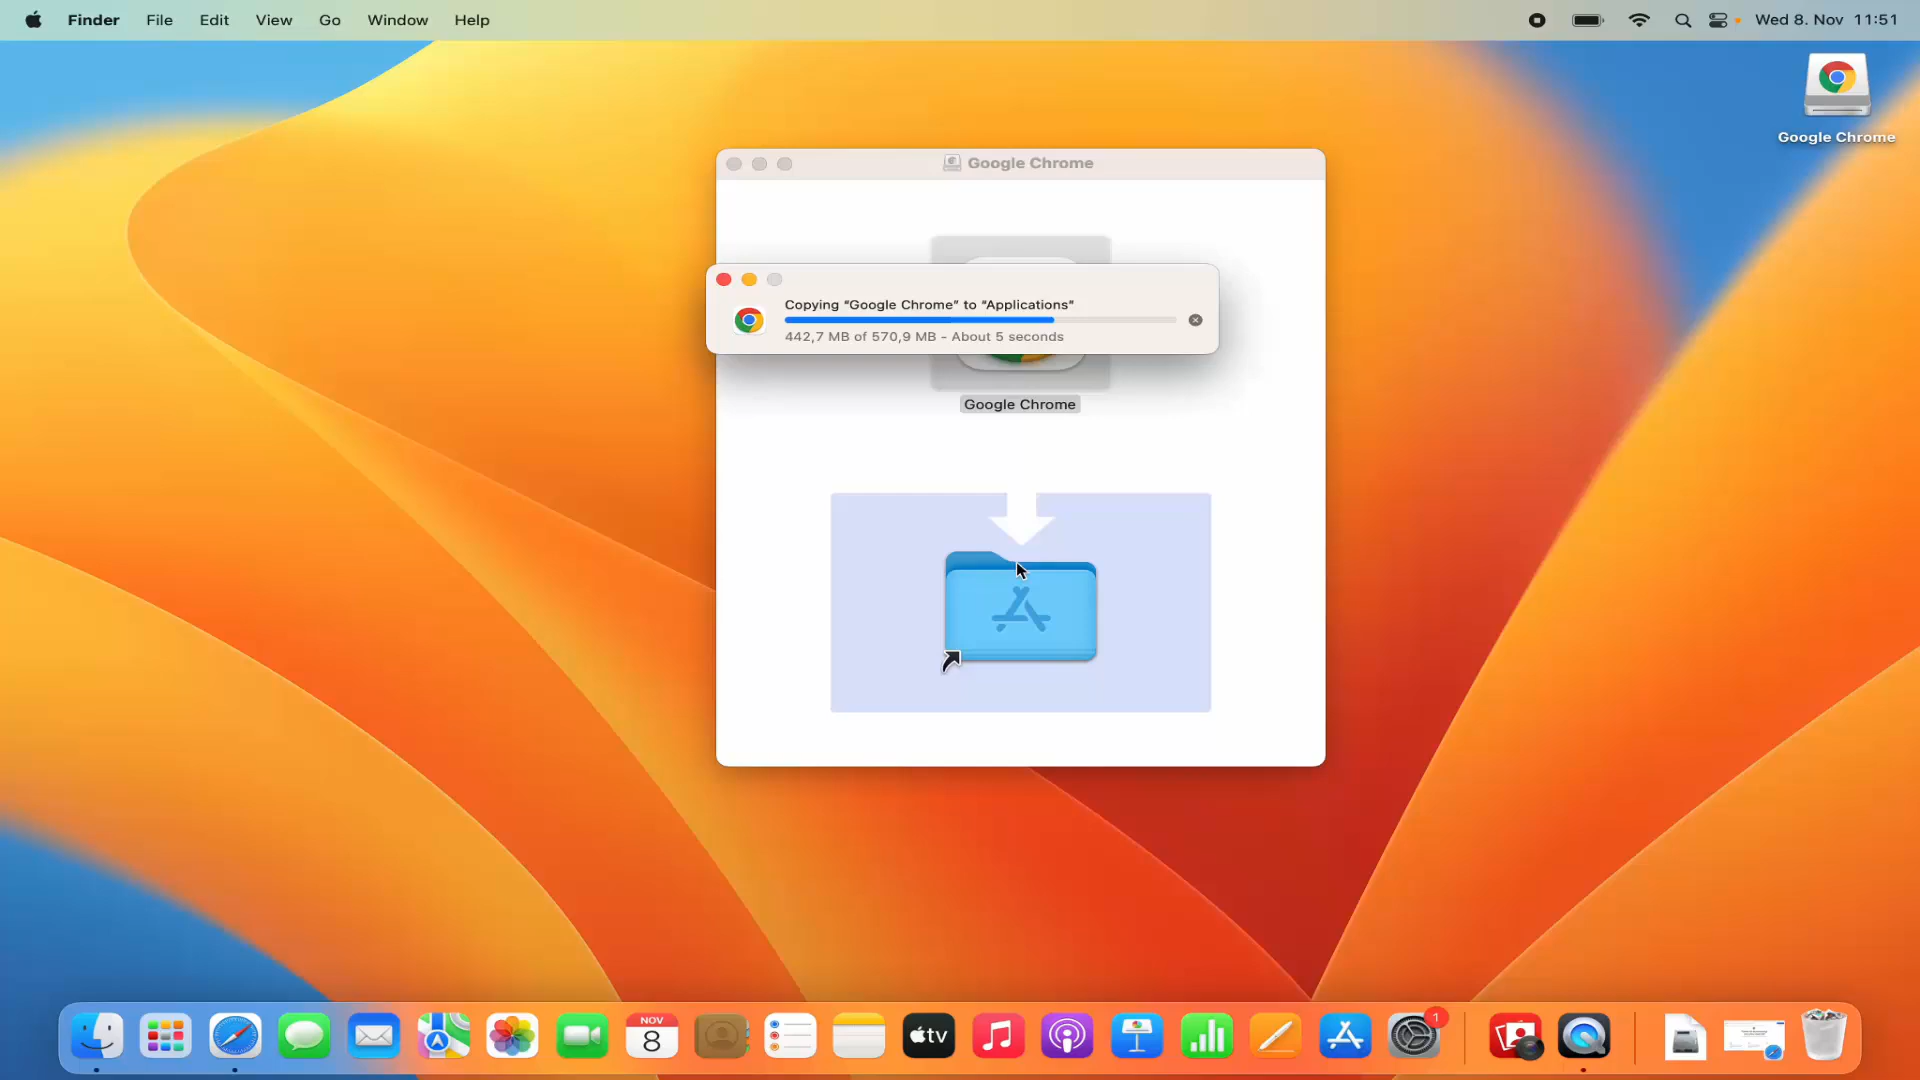 Finder File Edit View Go Window Help Wed 8. Nov 11:51
Google Chrome
Google Chrome
Copying “Google Chrome” to “Applications”
442,7 MB of 570,9 MB - About 5 seconds
Google Chrome
NOV
8
tv
1